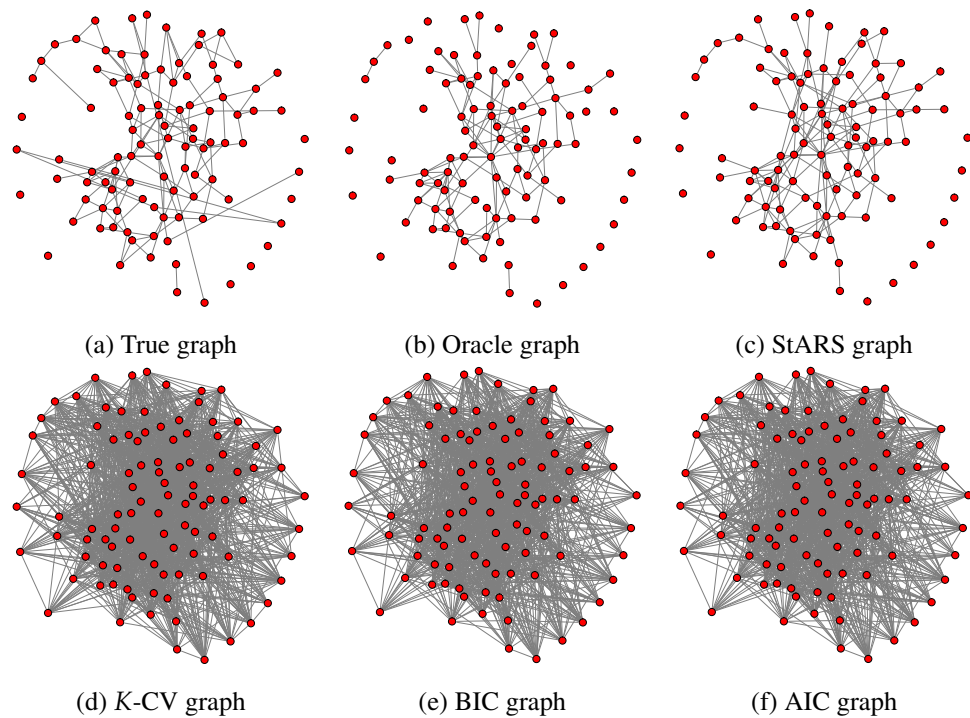 (a) True graph
(b) Oracle graph
(c) StARS graph
(d) K-CV graph
(e) BIC graph
(f) AIC graph